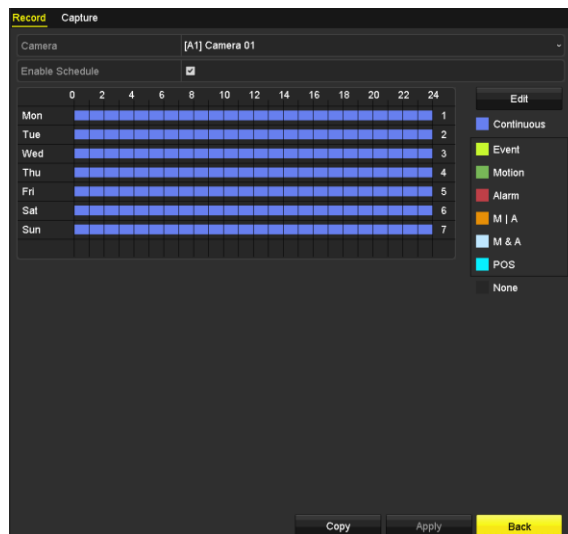 Record Capture
Camera [A1] Camera 01
Enable Schedule
0 2 4 6 8 10 12 14 16 18 20 22 24
Edit
Mon 1
Continuous
Tue 2
Wed 3
Event
Thu 4
Motion
Fri 5
Alarm
Sat 6
M | A
Sun 7
M & A
POS
None
Copy Apply Back